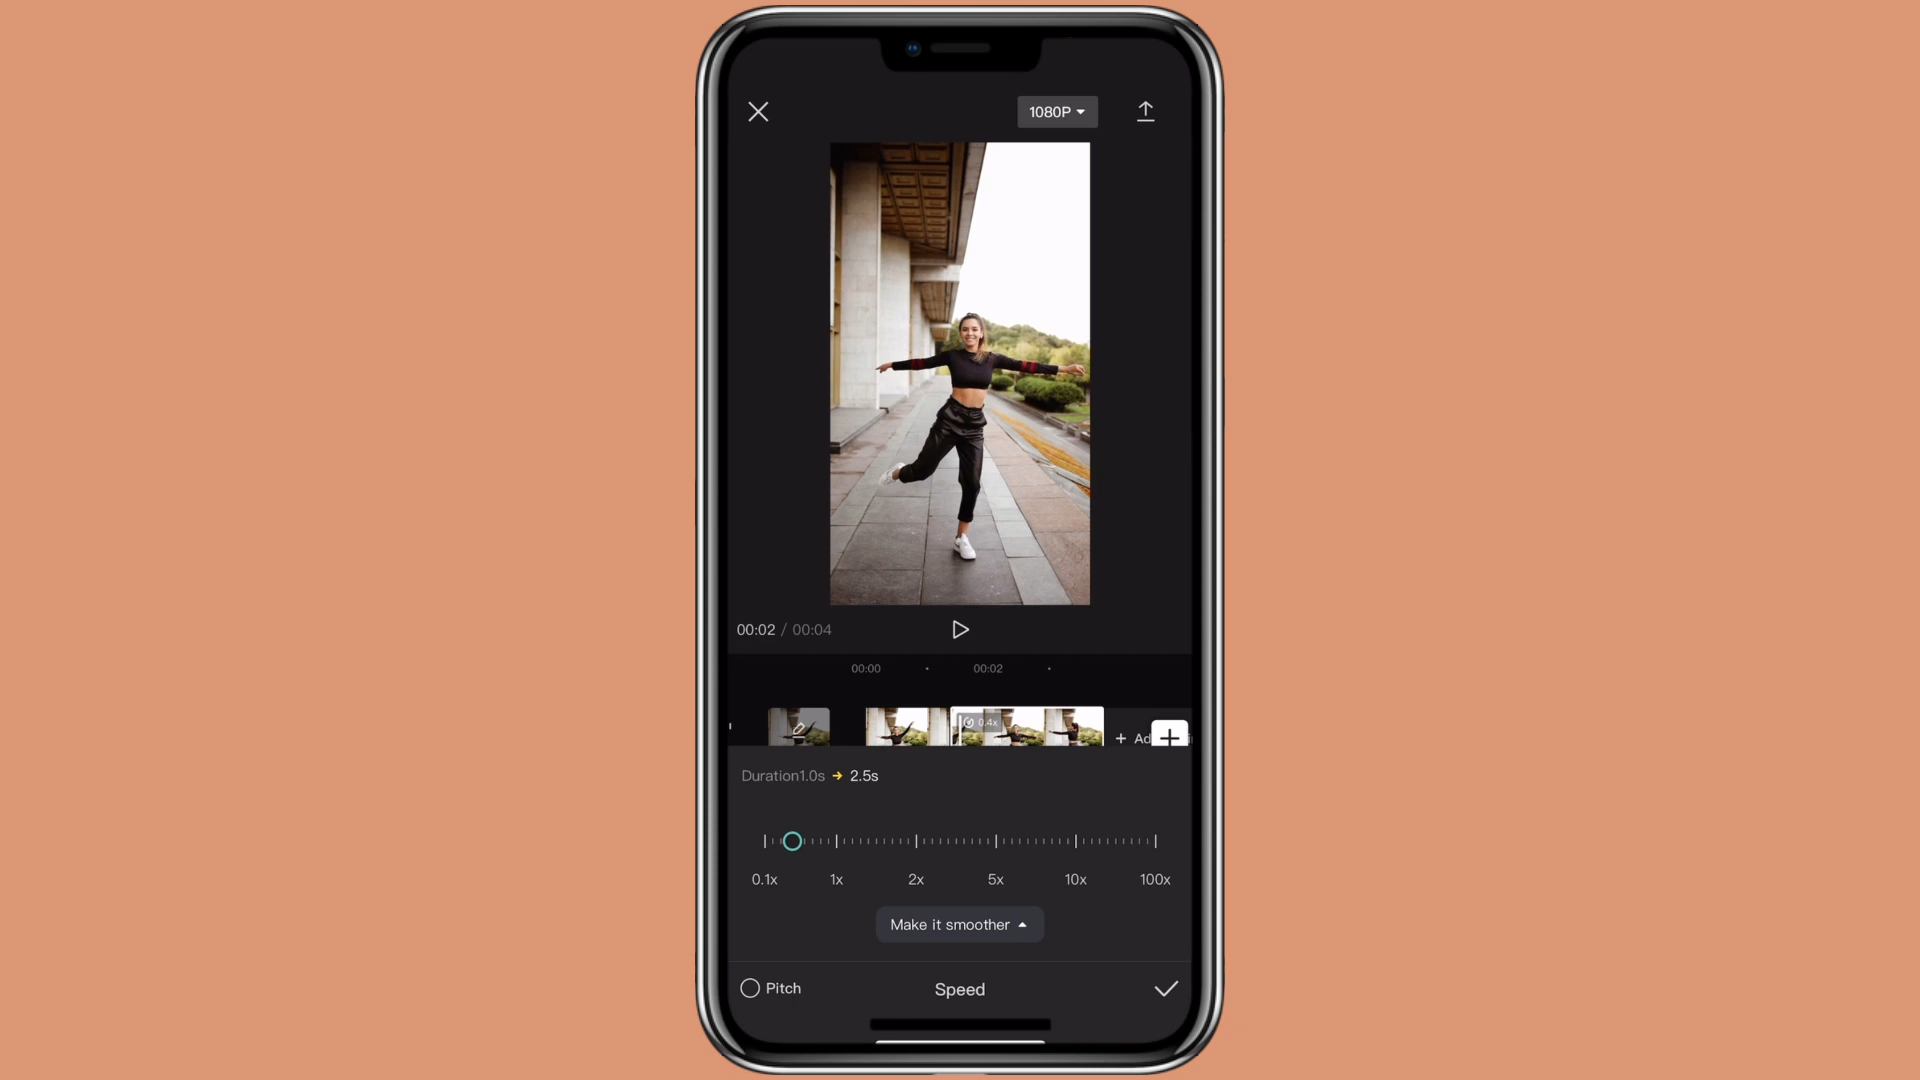 1080P
00:02 / 00:04
00:00 00:02
0.4x
+ Ad
Duration1.0s → 2.5s
0.1x 1x 2x 5x 10x 100x
Make it smoother
Pitch Speed